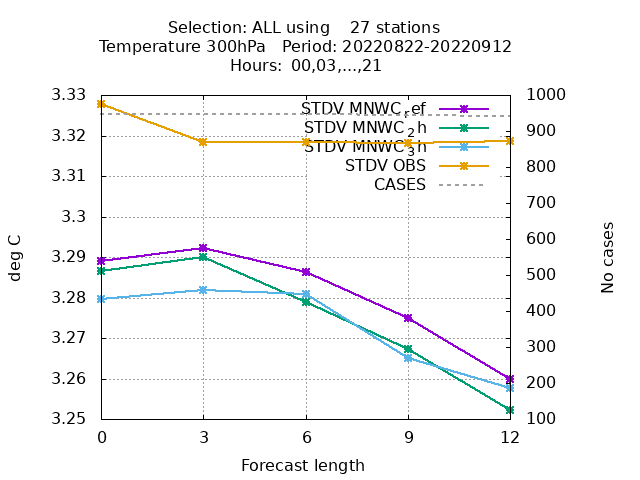 Selection: ALL using 27 stations
Temperature 300hPa Period: 20220822-20220912
Hours: 00,03,...,21
3.33
3.32
3.31
3.3
3.29
3.28
3.27
3.26
3.25
deg C
STDV MNWC_ref
STDV MNWC_2h
STDV MNWC_3h
STDV OBS
CASES
1000
900
800
700
600
500
400
300
200
100
No cases
0 3 6 9 12
Forecast length